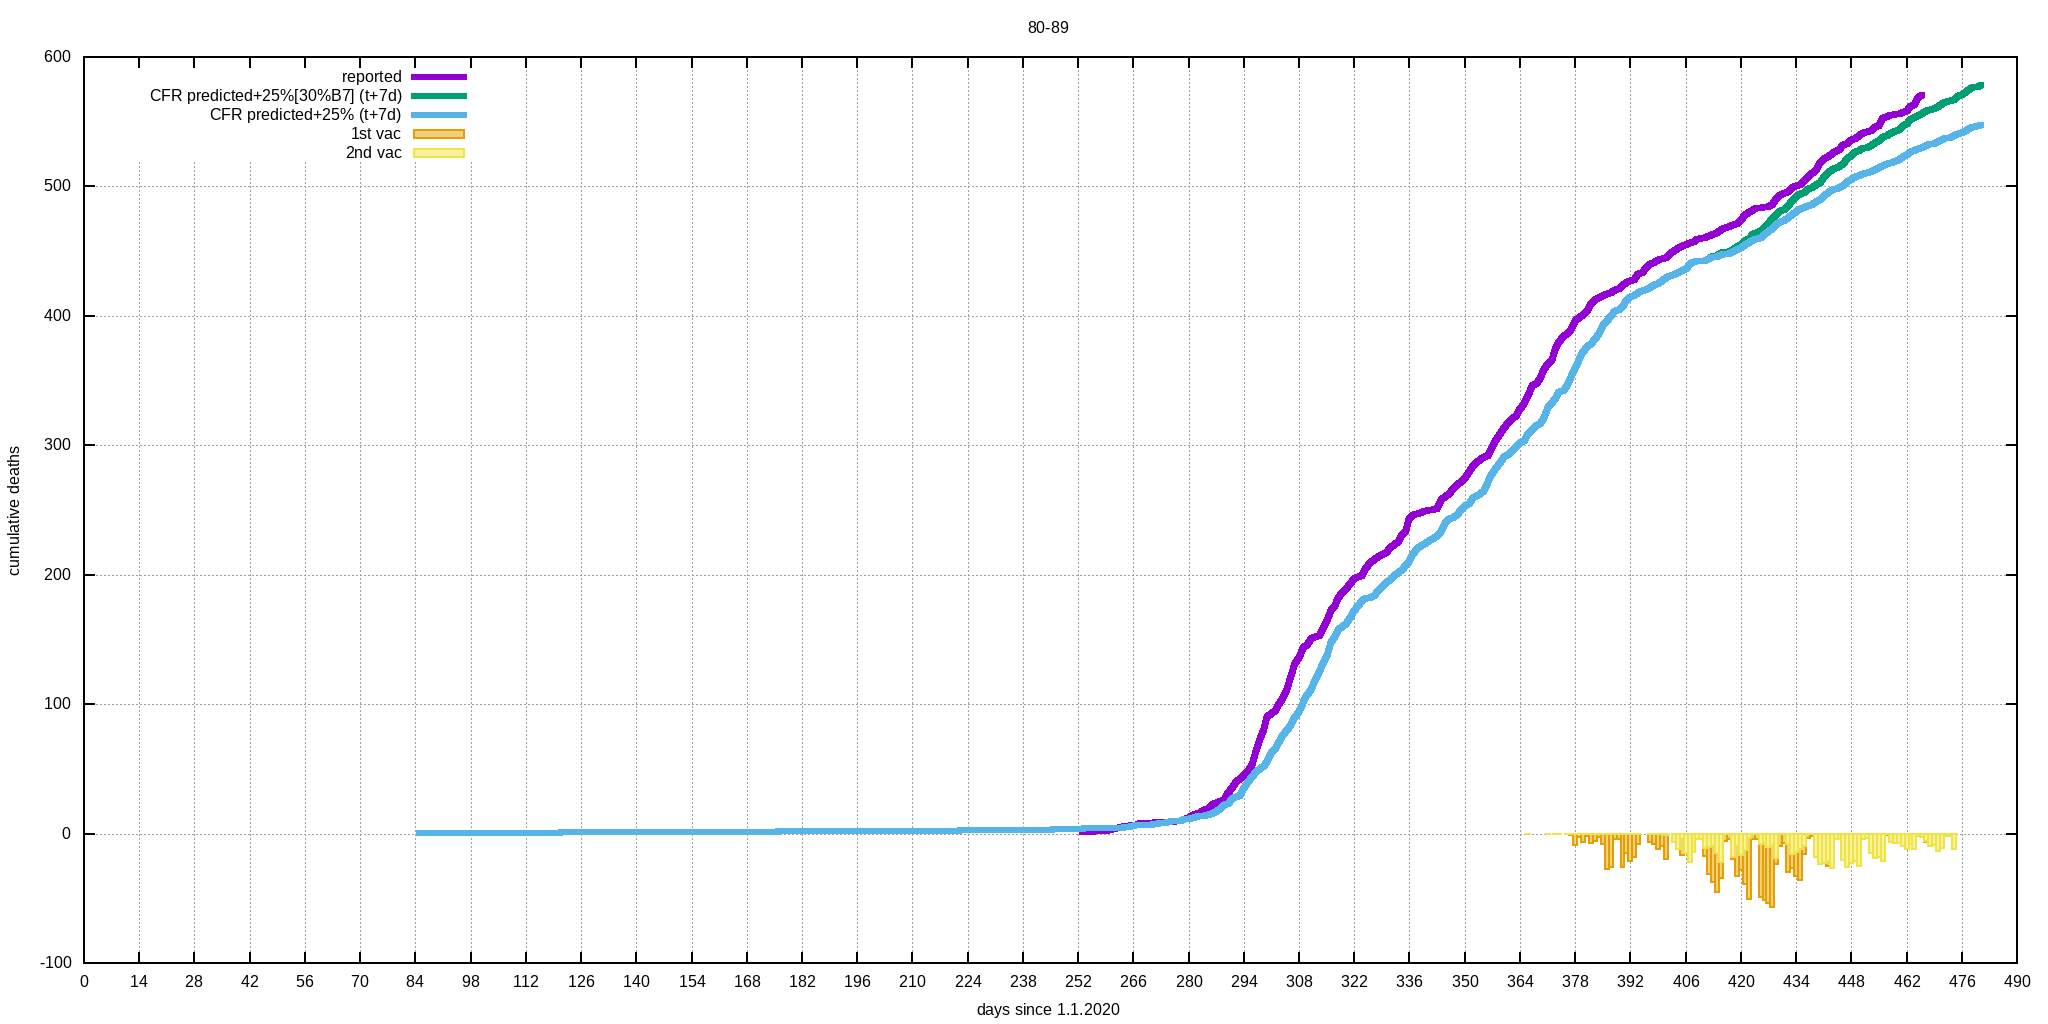 80-89
600
500
400
300
200
100
0
-100
cumulative deaths
reported
CFR predicted+25%[30%B7] (t+7d)
CFR predicted+25% (t+7d)
1st vac
2nd vac
0 14 28 42 56 70 84 98 112 126 140 154 168 182 196 210 224 238 252 266 280 294 308 322 336 350 364 378 392 406 420 434 448 462 476 490
days since 1.1.2020